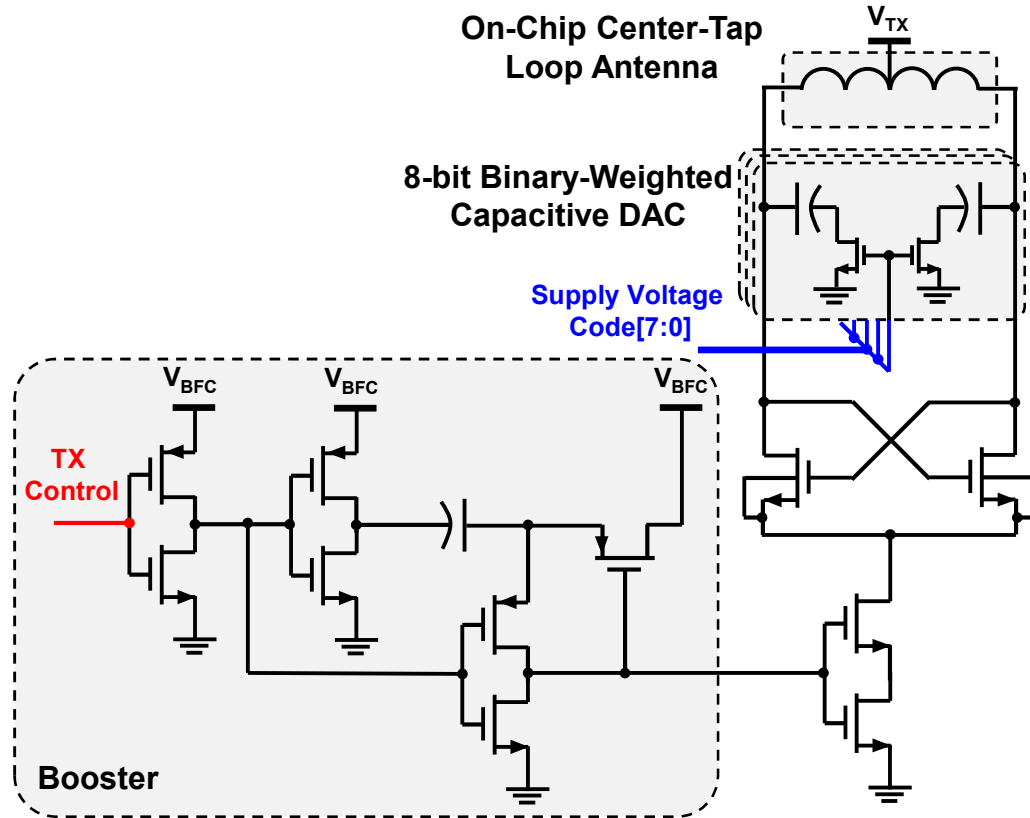 On-Chip Center-Tap
Loop Antenna
VTX
8-bit Binary-Weighted
Capacitive DAC
Supply Voltage
Code[7:0]
VBFC
VBFC
VBFC
TX
Control
Booster